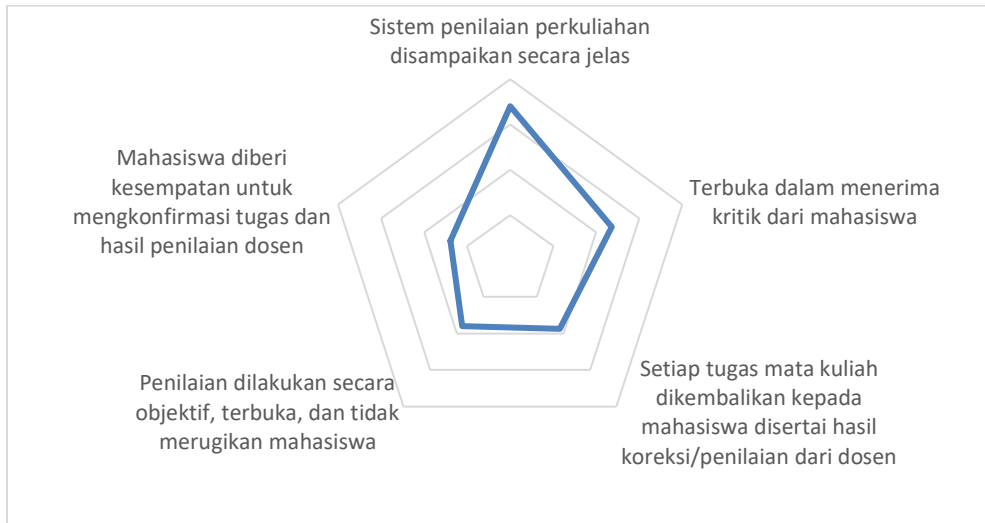 Sistem penilaian perkuliahan
disampaikan secara jelas
Terbuka dalam menerima
kritik dari mahasiswa
Setiap tugas mata kuliah
dikembalikan kepada
mahasiswa disertai hasil
koreksi/penilaian dari dosen
Penilaian dilakukan secara
objektif, terbuka, dan tidak
merugikan mahasiswa
Mahasiswa diberi
kesempatan untuk
mengkonfirmasi tugas dan
hasil penilaian dosen